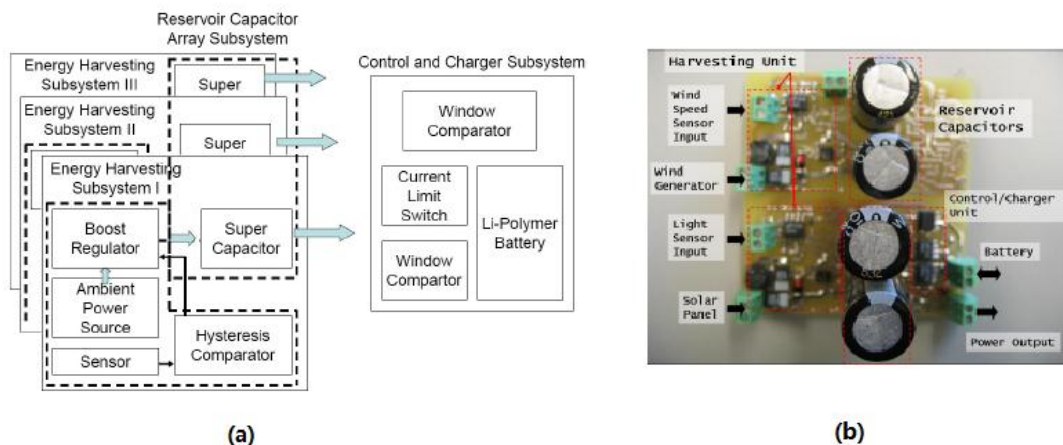 Reservoir Capacitor
Array Subsystem
Energy Harvesting
Subsystem III
Super
Energy Harvesting
Subsystem II
Super
Energy Harvesting
Subsystem I
Boost
Regulator
Super
Capacitor
Ambient
Power
Source
Hysteresis
Comparator
Sensor
Control and Charger Subsystem
Window
Comparator
Current
Limit
Switch
Li-Polymer
Battery
Window
Compartor
(a)
Harvesting Unit
Wind
Speed
Sensor
Input
Reservoir
Capacitors
Wind
Generator
Control/Charger
Unit
Light
Sensor
Input
Battery
Solar
Panel
Power Output
(b)